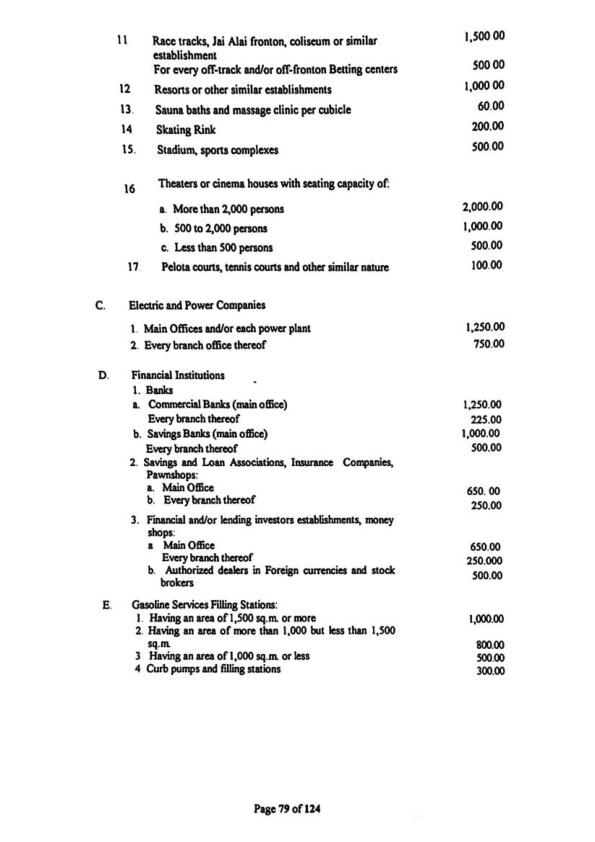 11 Race tracks, Jai Alai fronton, coliseum or similar 1,500 00
establishment
For every off-track and/or off-fronton Betting centers 500 00
12 Resorts or other similar establishments 1,000 00
13. Sauna baths and massage clinic per cubicle 60.00
14 Skating Rink 200.00
15. Stadium, sports complexes 500.00
16 Theaters or cinema houses with seating capacity of:
a. More than 2,000 persons 2,000.00
b. 500 to 2,000 persons 1,000.00
c. Less than 500 persons 500.00
17. Pelota courts, tennis courts and other similar nature 100.00
C. Electric and Power Companies
1. Main Offices and/or each power plant 1,250.00
2. Every branch office thereof 750.00
D. Financial Institutions
1. Banks
a. Commercial Banks (main office) 1,250.00
Every branch thereof 225.00
b. Savings Banks (main office) 1,000.00
Every branch thereof 500.00
2. Savings and Loan Associations, Insurance Companies,
Pawnshops:
a. Main Office 650. 00
b. Every branch thereof 250.00
3. Financial and/or lending investors establishments, money
shops:
a Main Office 650.00
Every branch thereof 250.000
b. Authorized dealers in Foreign currencies and stock 500.00
brokers
E. Gasoline Services Filling Stations:
1. Having an area of 1,500 sq.m. or more 1,000.00
2. Having an area of more than 1,000 but less than 1,500
sq.m. 800.00
3 Having an area of 1,000 sq.m. or less 500.00
4 Curb pumps and filling stations 300.00
Page 79 of 124